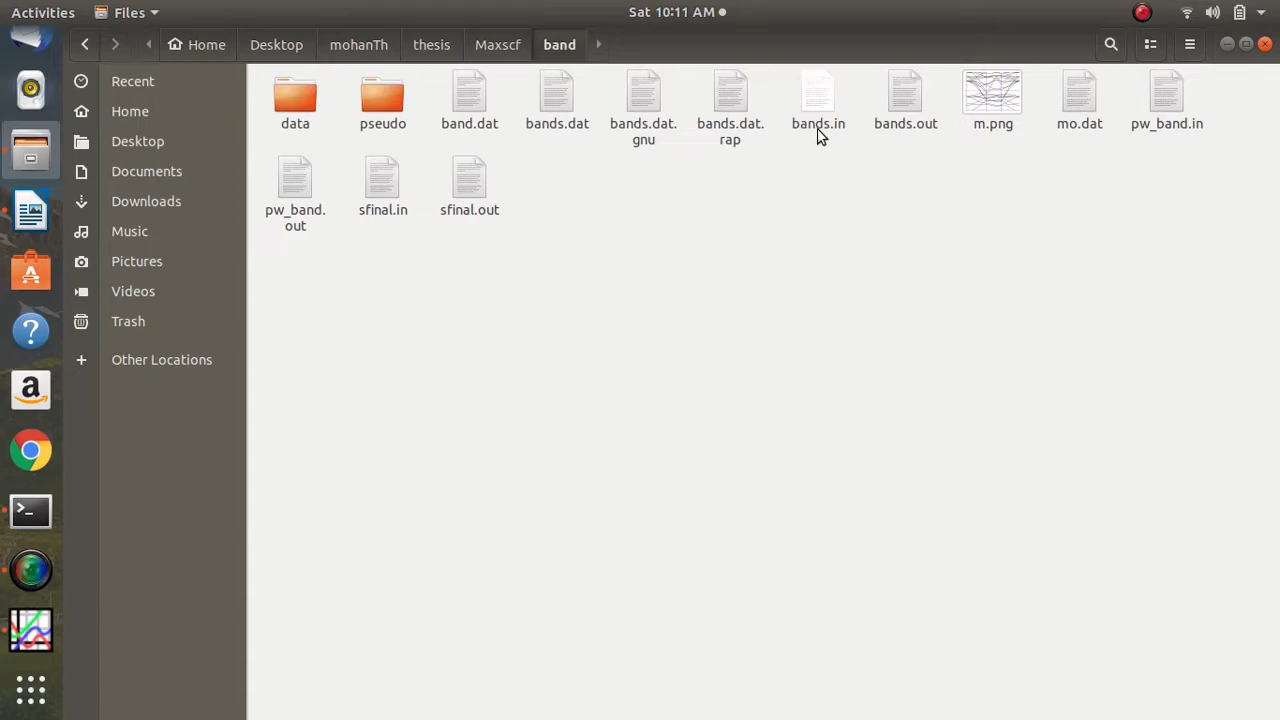 Activities
Files
Sat 10:11 AM
Home
Desktop
mohanTh
thesis
Maxscf
band
Recent
Home
Desktop
Documents
Downloads
Music
Pictures
Videos
Trash
Other Locations
data
pseudo
band.dat
bands.dat
bands.dat.
gnu
bands.dat.
rap
bands.in
bands.out
m.png
mo.dat
pw_band.in
pw_band.
out
sfinal.in
sfinal.out